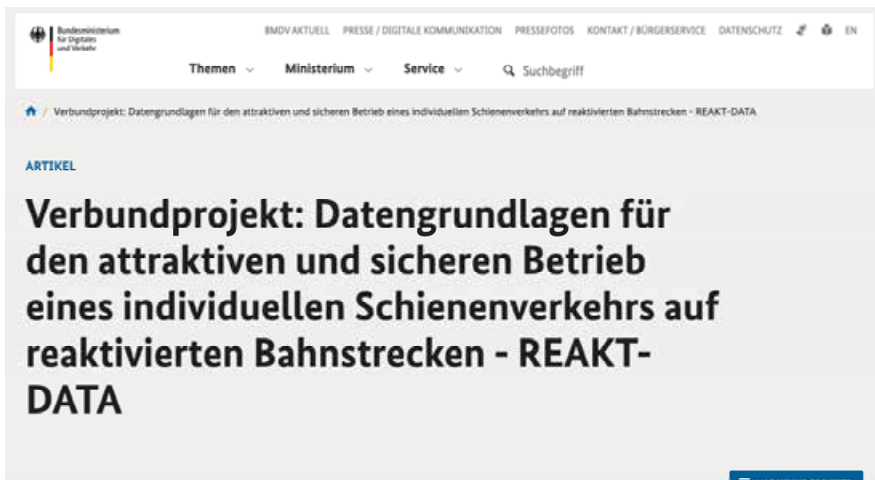 Bundesministerium
für Digitales
und Verkehr
BMDV AKTUELL PRESSE / DIGITALE KOMMUNIKATION PRESSEFOTOS KONTAKT / BÜRGERSERVICE DATENSCHUTZ EN
Themen Ministerium Service Suchbegriff
/ Verbundprojekt: Datengrundlagen für den attraktiven und sicheren Betrieb eines individuellen Schienenverkehrs auf reaktivierten Bahnstrecken - REAKT-DATA
ARTIKEL
Verbundprojekt: Datengrundlagen für
den attraktiven und sicheren Betrieb
eines individuellen Schienenverkehrs auf
reaktivierten Bahnstrecken - REAKT-
DATA